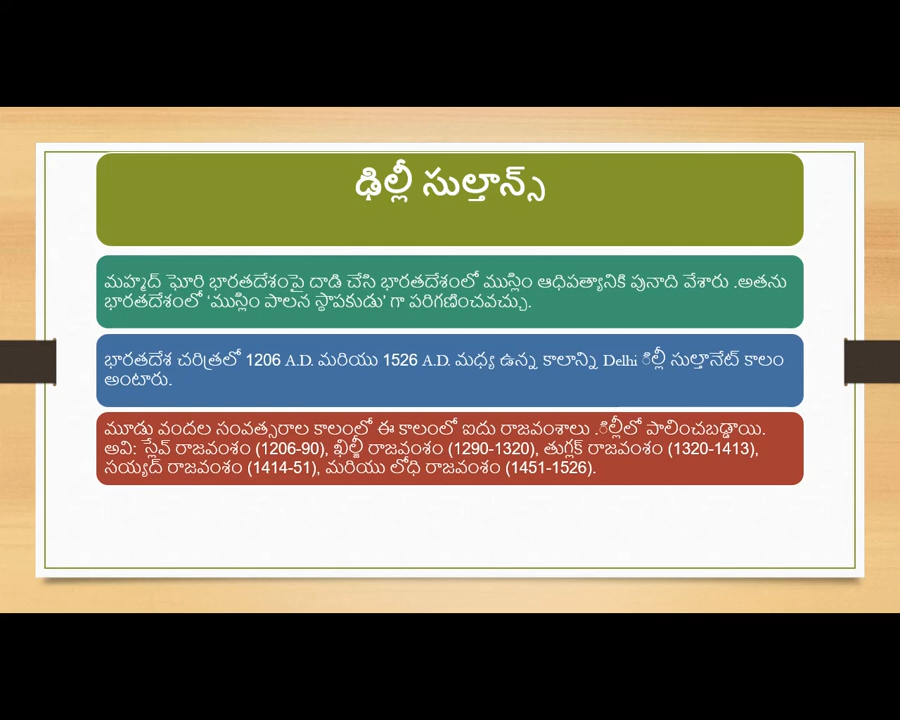 ఢిల్లీ సుల్తాన్స్
మహ్మద్ ఘోరి భారతదేశంపై దాడి చేసి భారతదేశంలో ముస్లిం ఆధిపత్యానికి పునాది వేశారు .అతను
భారతదేశంలో ‘ముస్లిం పాలన స్థాపకుడు’ గా పరిగణించవచ్చు.
భారతదేశ చరిత్రలో 1206 A.D. మరియు 1526 A.D. మధ్య ఉన్న కాలాన్ని Delhi ిల్లీ సుల్తానేట్ కాలం
అంటారు.
మూడు వందల సంవత్సరాల కాలంలో ఈ కాలంలో ఐదు రాజవంశాలు .ిల్లీలో పాలించబడ్డాయి.
అవి: స్లేవ్ రాజవంశం (1206-90), ఖిల్జీ రాజవంశం (1290-1320), తుగ్లక్ రాజవంశం (1320-1413),
సయ్యద్ రాజవంశం (1414-51), మరియు లోధి రాజవంశం (1451-1526).